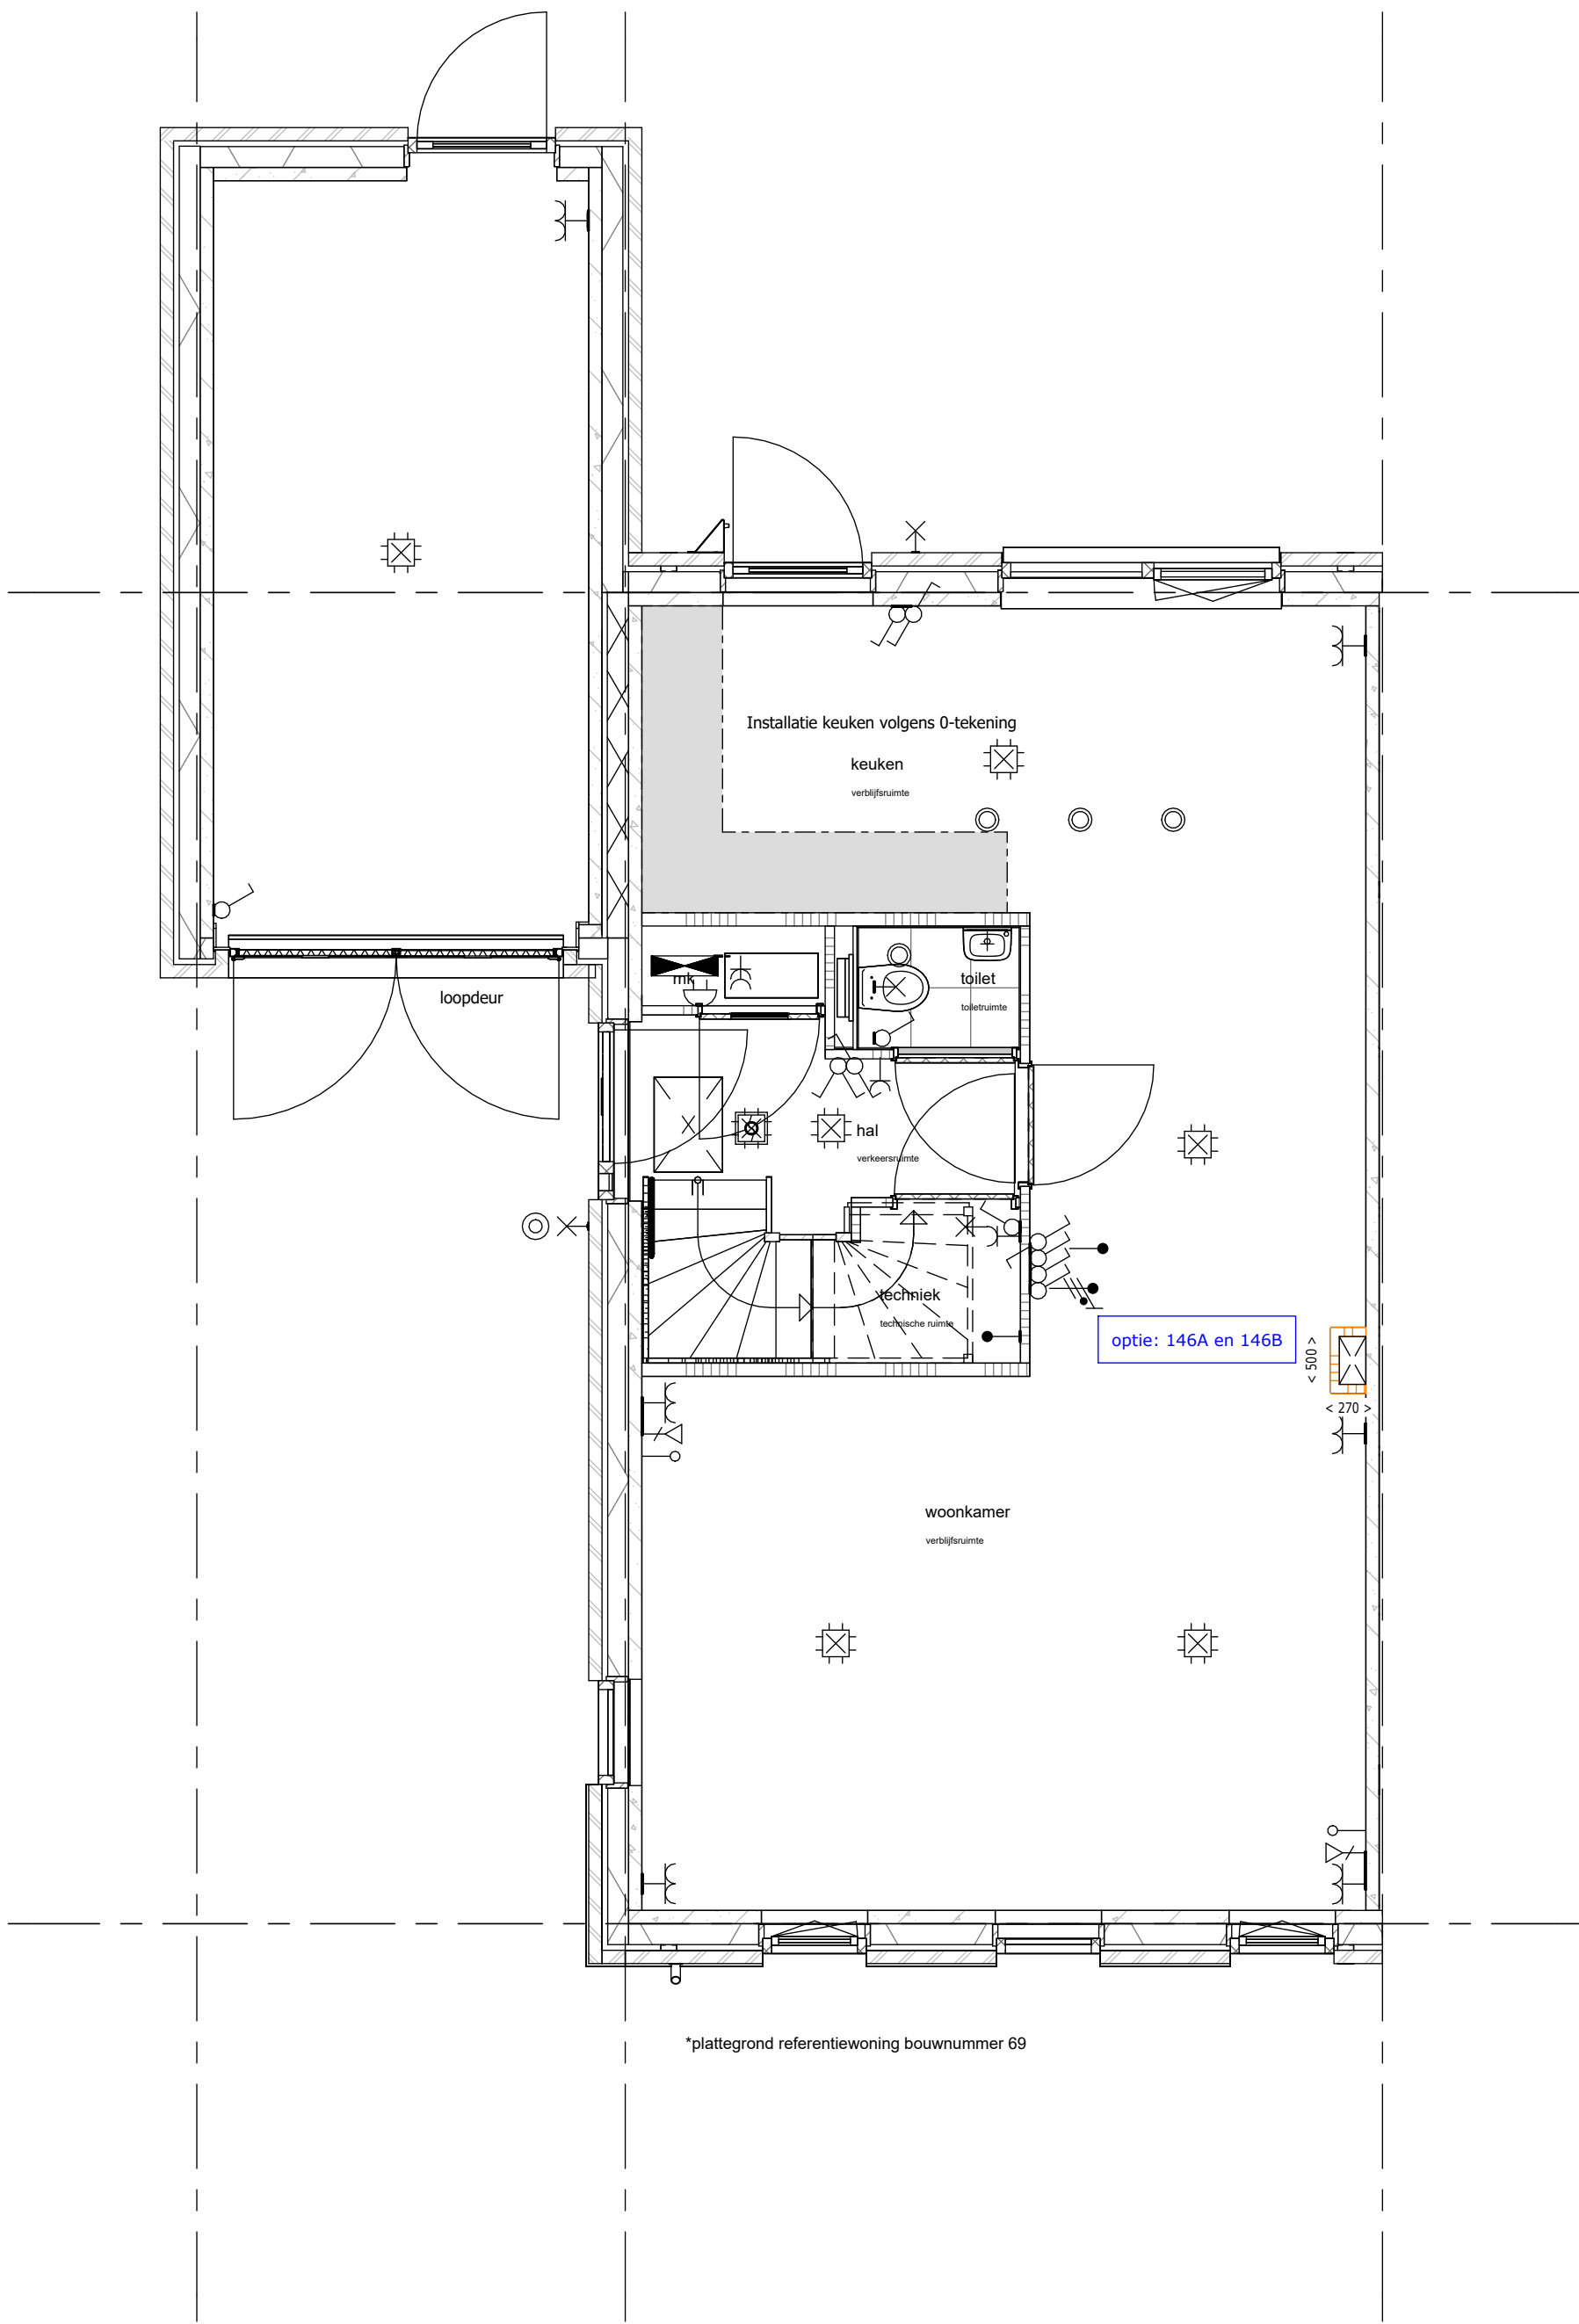 Installatie keuken volgens 0-tekening
keuken
verblijfsruimte
mk
toilet
toiletruimte
loopdeur
hal
verkeersruimte
techniek
technische ruimte
optie: 146A en 146B
< 500 >
< 270 >
woonkamer
verblijfsruimte
*plattegrond referentiewoning bouwnummer 69